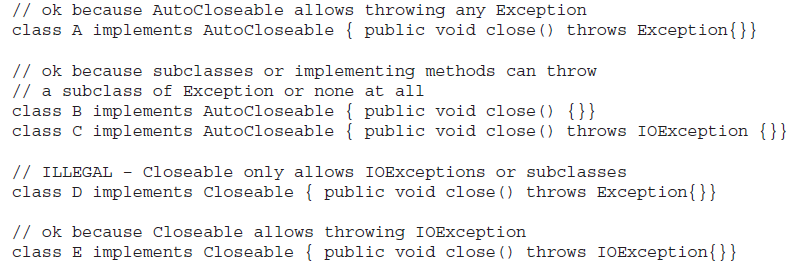 // ok because AutoCloseable allows throwing any Exception
class A implements AutoCloseable { public void close() throws Exception{}}
// ok because subclasses or implementing methods can throw
// a subclass of Exception or none at all
class B implements AutoCloseable { public void close() {}}
class C implements AutoCloseable { public void close() throws IOException {}}
// ILLEGAL – Closeable only allows IOExceptions or subclasses
class D implements Closeable { public void close() throws Exception{}}
// ok because Closeable allows throwing IOException
class E implements Closeable { public void close() throws IOException{}}